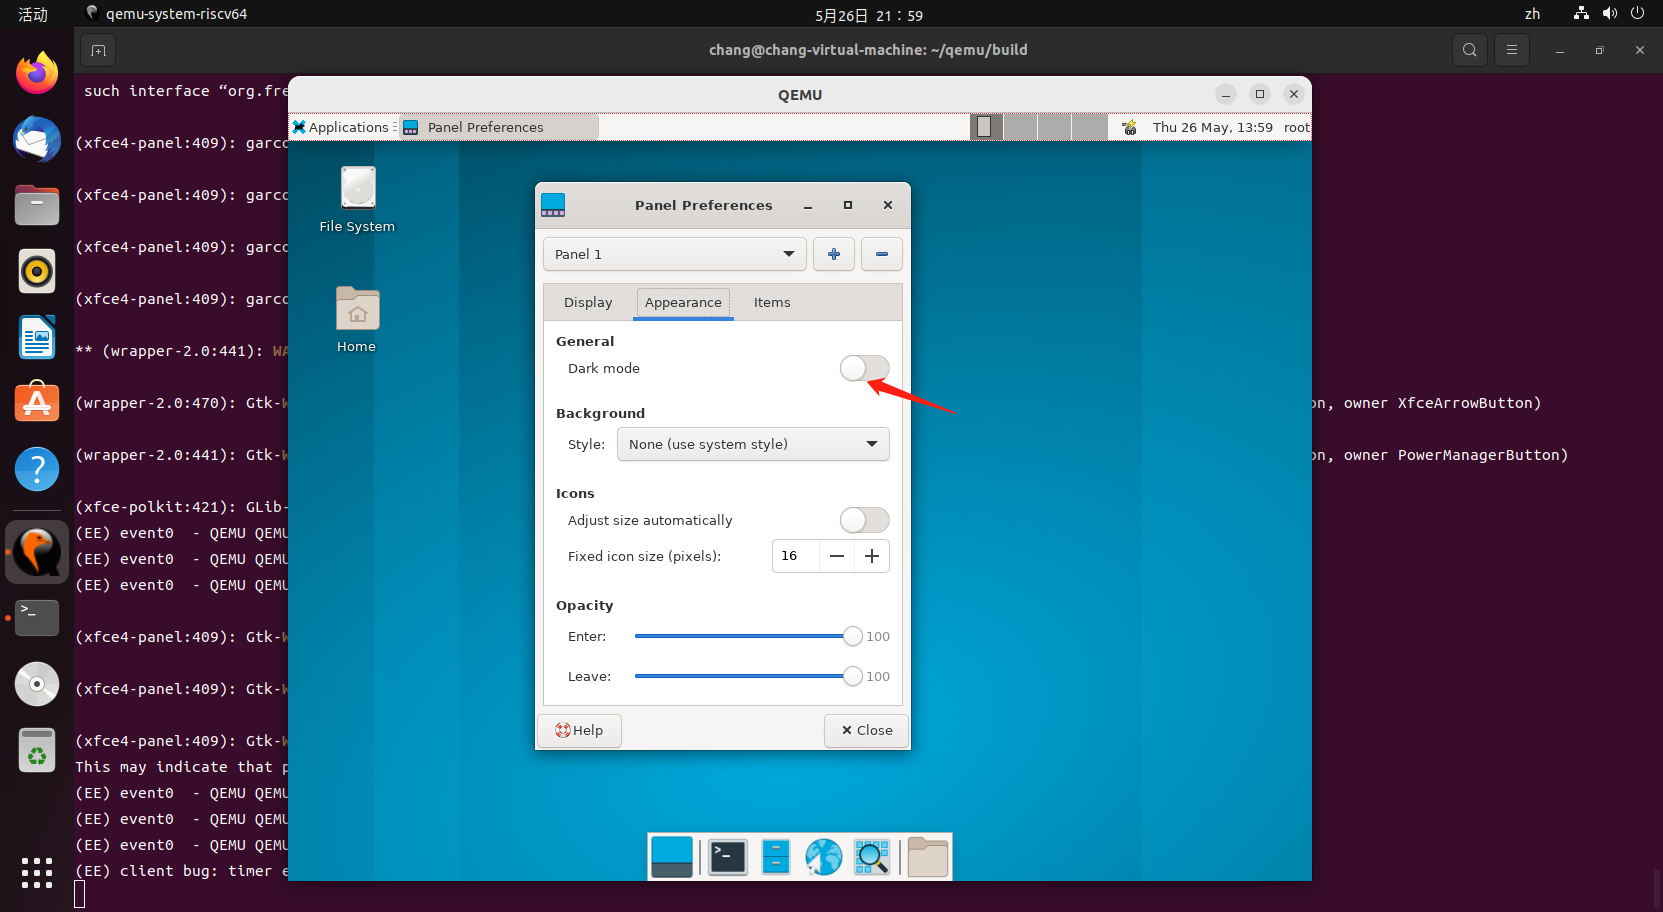 活动
qemu-system-riscv64
5月26日 21：59
zh
chang@chang-virtual-machine: ~/qemu/build
such interface “org.fre
(xfce4-panel:409): garco
(xfce4-panel:409): garco
(xfce4-panel:409): garco
(xfce4-panel:409): garco
** (wrapper-2.0:441): WA
(wrapper-2.0:470): Gtk-W
on, owner XfceArrowButton)
(wrapper-2.0:441): Gtk-W
on, owner PowerManagerButton)
(xfce-polkit:421): GLib-
(EE) event0 - QEMU QEMU
(EE) event0 - QEMU QEMU
(EE) event0 - QEMU QEMU
(xfce4-panel:409): Gtk-W
(xfce4-panel:409): Gtk-W
(xfce4-panel:409): Gtk-W
This may indicate that p
(EE) event0 - QEMU QEMU
(EE) event0 - QEMU QEMU
(EE) event0 - QEMU QEMU
(EE) client bug: timer e
QEMU
Applications
Panel Preferences
Thu 26 May, 13:59
root
File System
Home
Panel Preferences
Panel 1
Display
Appearance
Items
General
Dark mode
Background
Style:
None (use system style)
Icons
Adjust size automatically
Fixed icon size (pixels):
16
Opacity
Enter:
100
Leave:
100
Help
Close